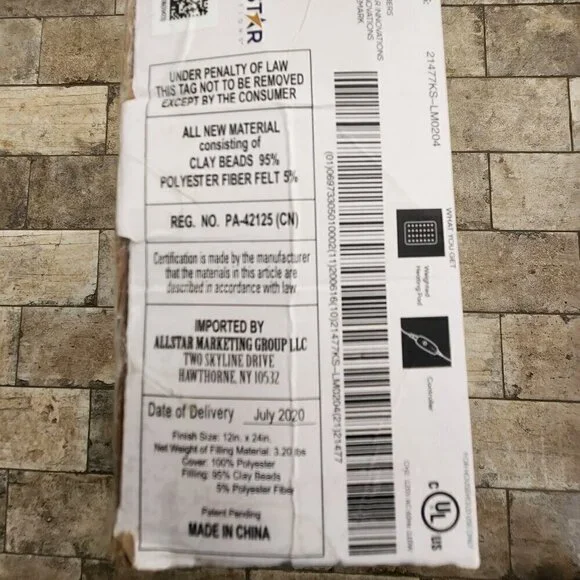 STAR
UNDER PENALTY OF LAW
THIS TAG NOT TO BE REMOVED
EXCEPT BY THE CONSUMER
ALL NEW MATERIAL
consisting of
CLAY BEADS 95%
POLYESTER FIBER FELT 5%
REG. NO. PA-42125 (CN)
Certification is made by the manufacturer
that the materials in this article are
described in accordance with law
IMPORTED BY
ALLSTAR MARKETING GROUP LLC
TWO SKYLINE DRIVE
HAWTHORNE, NY 10532
Date of Delivery July 2020
Finish Size: 12in. x 24in.
Net Weight of Filling Material: 3.20 lbs
Cover: 100% Polyester
Filling: 95% Clay Beads
5% Polyester Fiber
Patent Pending
MADE IN CHINA
INNOVATIONS
21477KS-LM0204
WHAT YOU GET
Weighted
Heating Pad
Controller
C UL US